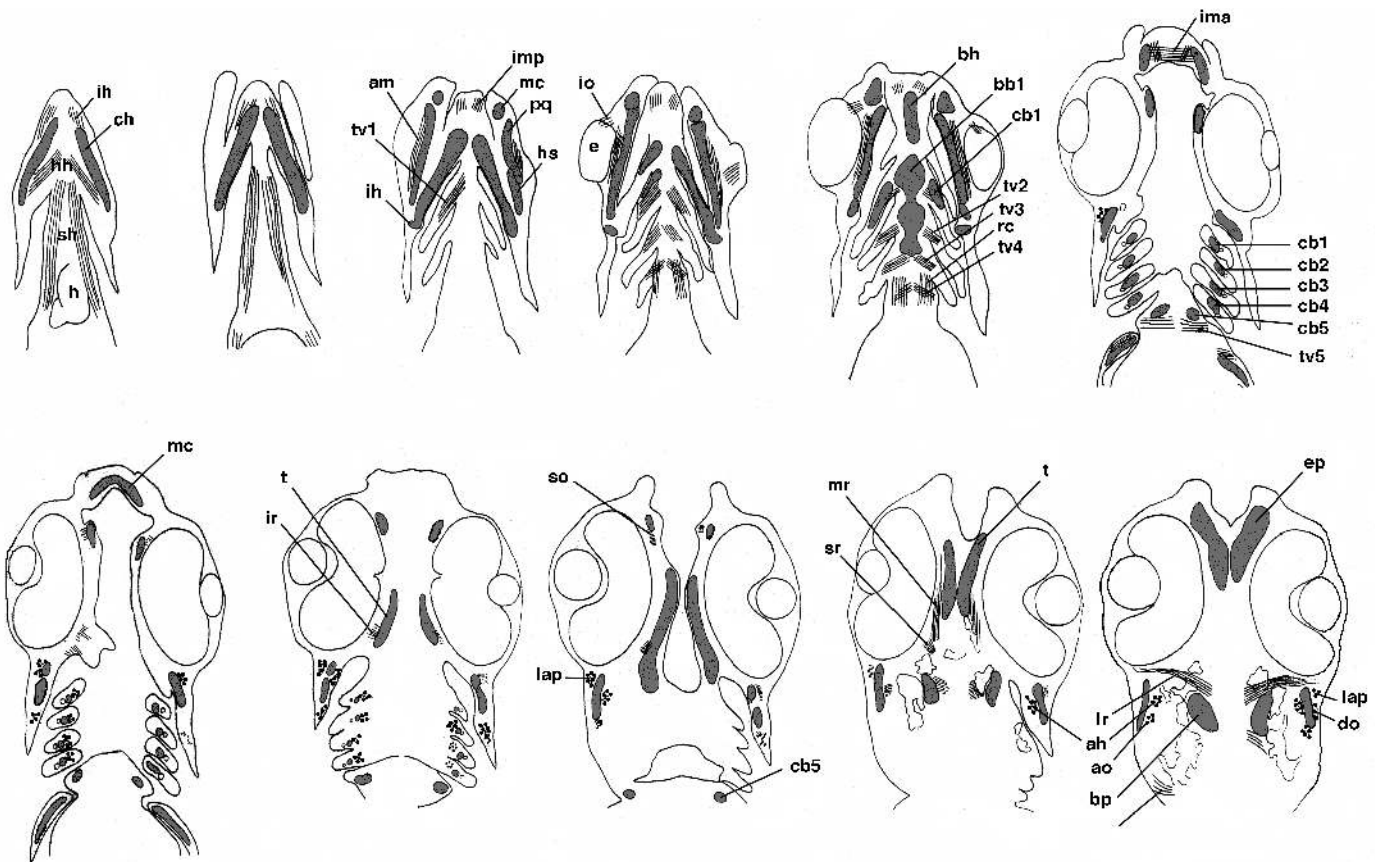 ih
ch
hh
sh
h
imp
am
mc
pq
tv1
hs
ih
io
e
bh
bb1
cb1
tv2
tv3
rc
tv4
ima
cb1
cb2
cb3
cb4
cb5
tv5
mc
t
ir
so
lap
cb5
mr
t
sr
ep
lr
lap
ah
do
ao
bp